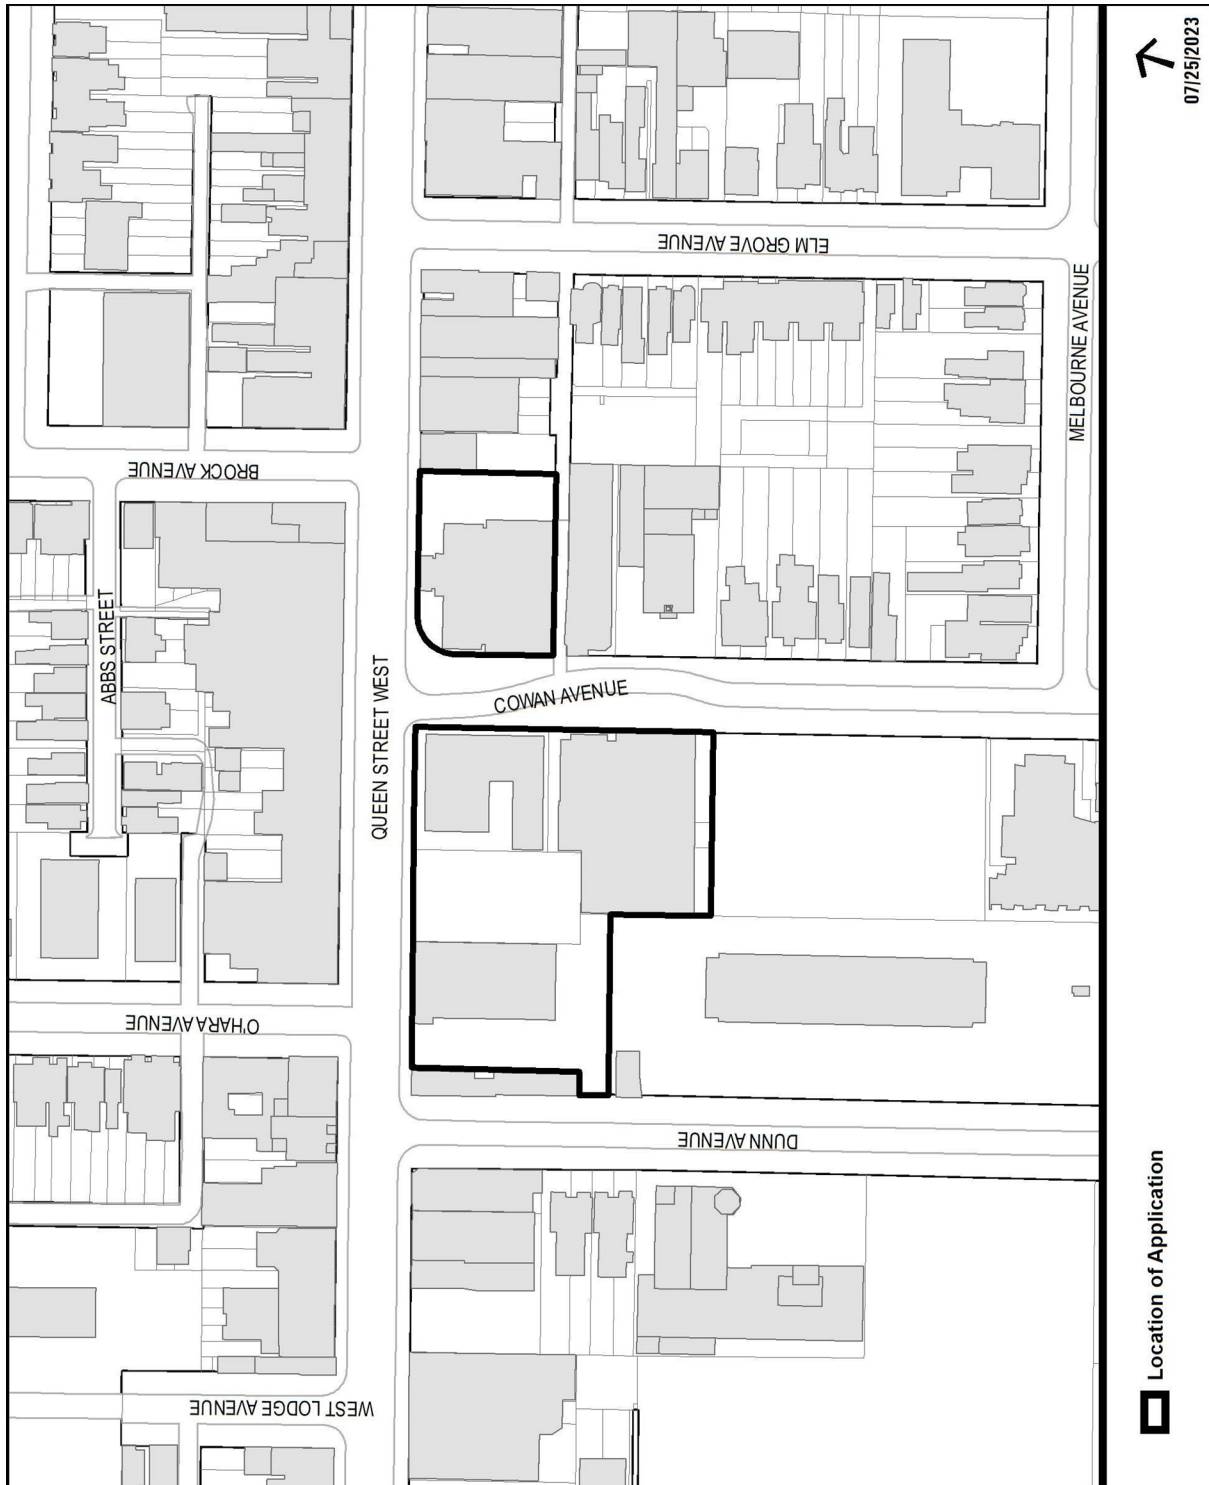 ELM GROVE AVENUE
MELBOURNE AVENUE
BROCK AVENUE
ABBS STREET
QUEEN STREET WEST
COWAN AVENUE
O'HARA AVENUE
DUNN AVENUE
WEST LODGE AVENUE
Location of Application
07/25/2023